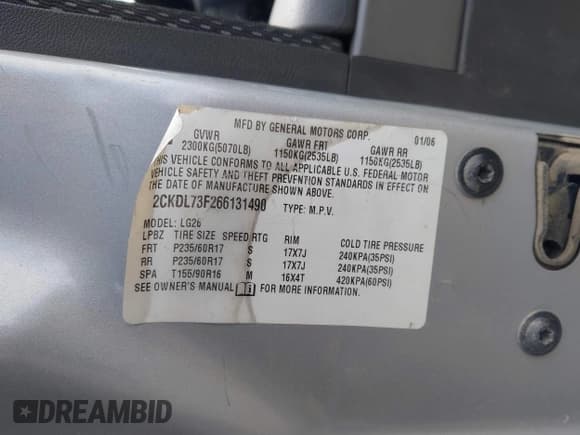 MFD BY GENERAL MOTORS CORP. 01/06
GVWR GAWR FRT GAWR RR
2300KG(5070LB) 1150KG(2535LB) 1150KG(2535LB)
THIS VEHICLE CONFORMS TO ALL APPLICABLE U.S. FEDERAL MOTOR
VEHICLE SAFETY AND THEFT PREVENTION STANDARDS IN EFFECT ON
THE DATE OF MANUFACTURE SHOWN ABOVE.
2CKDL73F266131490 TYPE: M.P.V.
MODEL: LG26
LPBZ TIRE SIZE SPEED RTG RIM COLD TIRE PRESSURE
FRT P235/60R17 S 17X7J 240KPA(35PSI)
RR P235/60R17 S 17X7J 240KPA(35PSI)
SPA T155/90R16 M 16X4T 420KPA(60PSI)
SEE OWNER'S MANUAL FOR MORE INFORMATION.
DREAMBID